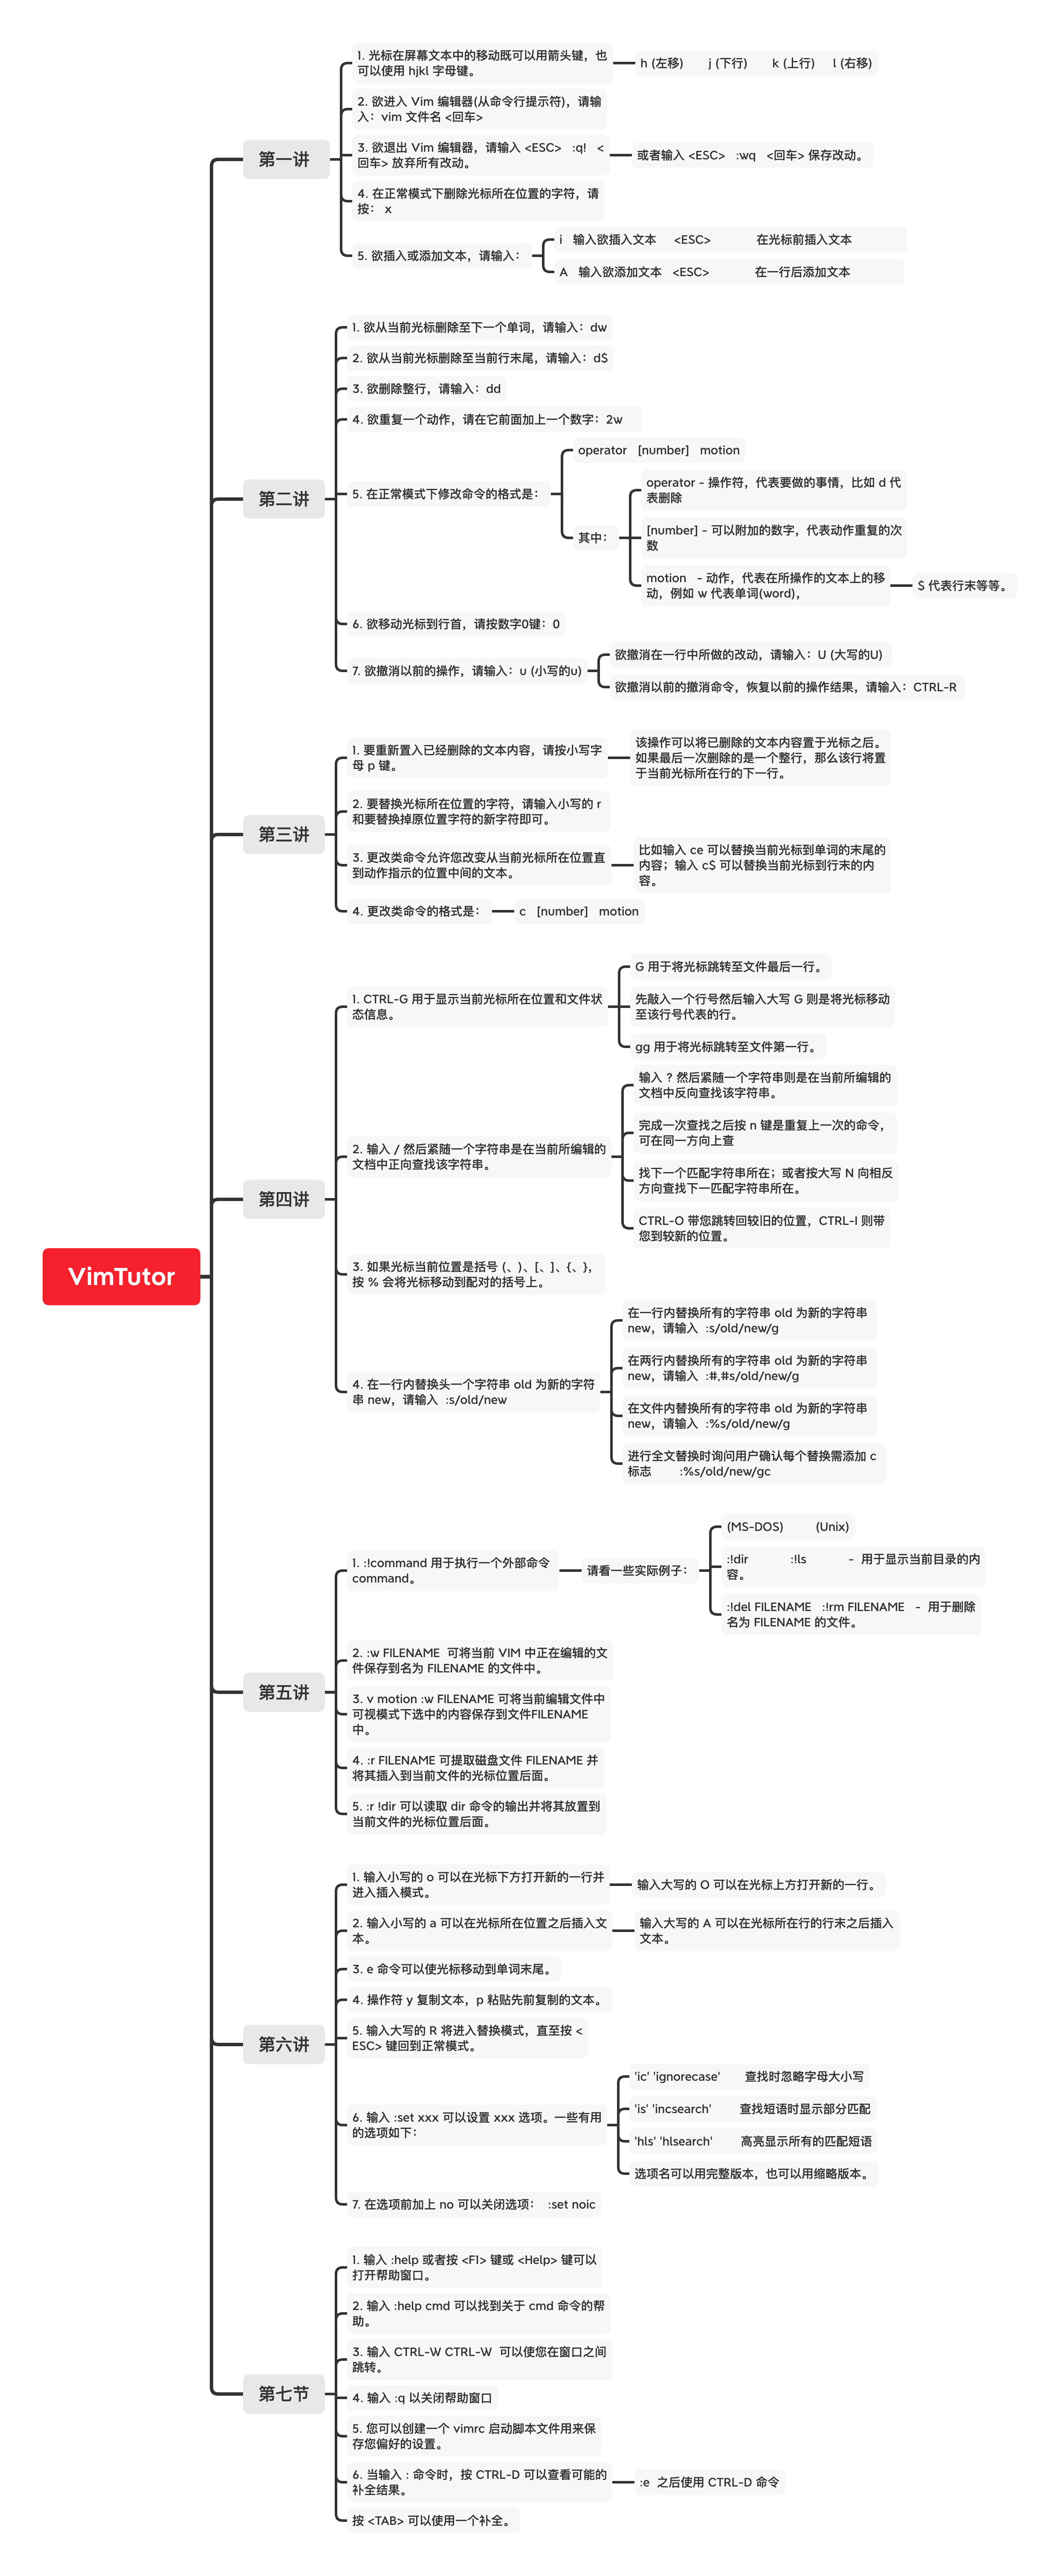 VimTutor
第一讲
1. 光标在屏幕文本中的移动既可以用箭头键，也
可以使用 hjkl 字母键。
h (左移) j (下行) k (上行) l (右移)
2. 欲进入 Vim 编辑器(从命令行提示符)，请输
入：vim 文件名 <回车>
3. 欲退出 Vim 编辑器，请输入 <ESC> :q! <
回车> 放弃所有改动。
或者输入 <ESC> :wq <回车> 保存改动。
4. 在正常模式下删除光标所在位置的字符，请
按： x
5. 欲插入或添加文本，请输入：
i 输入欲插入文本 <ESC> 在光标前插入文本
A 输入欲添加文本 <ESC> 在一行后添加文本
第二讲
1. 欲从当前光标删除至下一个单词，请输入：dw
2. 欲从当前光标删除至当前行末尾，请输入：d$
3. 欲删除整行，请输入：dd
4. 欲重复一个动作，请在它前面加上一个数字：2w
5. 在正常模式下修改命令的格式是：
operator [number] motion
其中：
operator - 操作符，代表要做的事情，比如 d 代
表删除
[number] - 可以附加的数字，代表动作重复的次
数
motion - 动作，代表在所操作的文本上的移
动，例如 w 代表单词(word)，
$ 代表行末等等。
6. 欲移动光标到行首，请按数字0键：0
7. 欲撤消以前的操作，请输入：u (小写的u)
欲撤消在一行中所做的改动，请输入：U (大写的U)
欲撤消以前的撤消命令，恢复以前的操作结果，请输入：CTRL-R
第三讲
1. 要重新置入已经删除的文本内容，请按小写字
母 p 键。
该操作可以将已删除的文本内容置于光标之后。
如果最后一次删除的是一个整行，那么该行将置
于当前光标所在行的下一行。
2. 要替换光标所在位置的字符，请输入小写的 r
和要替换掉原位置字符的新字符即可。
3. 更改类命令允许您改变从当前光标所在位置直
到动作指示的位置中间的文本。
比如输入 ce 可以替换当前光标到单词的末尾的
内容；输入 c$ 可以替换当前光标到行末的内
容。
4. 更改类命令的格式是：
c [number] motion
第四讲
1. CTRL-G 用于显示当前光标所在位置和文件状
态信息。
G 用于将光标跳转至文件最后一行。
先敲入一个行号然后输入大写 G 则是将光标移动
至该行号代表的行。
gg 用于将光标跳转至文件第一行。
2. 输入 / 然后紧随一个字符串是在当前所编辑的
文档中正向查找该字符串。
输入 ? 然后紧随一个字符串则是在当前所编辑的
文档中反向查找该字符串。
完成一次查找之后按 n 键是重复上一次的命令，
可在同一方向上查
找下一个匹配字符串所在；或者按大写 N 向相反
方向查找下一匹配字符串所在。
CTRL-O 带您跳转回较旧的位置，CTRL-I 则带
您到较新的位置。
3. 如果光标当前位置是括号 (、)、[、]、{、}，
按 % 会将光标移动到配对的括号上。
4. 在一行内替换头一个字符串 old 为新的字符
串 new，请输入 :s/old/new
在一行内替换所有的字符串 old 为新的字符串
new，请输入 :s/old/new/g
在两行内替换所有的字符串 old 为新的字符串
new，请输入 :#,#s/old/new/g
在文件内替换所有的字符串 old 为新的字符串
new，请输入 :%s/old/new/g
进行全文替换时询问用户确认每个替换需添加 c
标志 :%s/old/new/gc
第五讲
1. :!command 用于执行一个外部命令
command。
请看一些实际例子：
(MS-DOS) (Unix)
:!dir :!ls - 用于显示当前目录的内
容。
:!del FILENAME :!rm FILENAME - 用于删除
名为 FILENAME 的文件。
2. :w FILENAME 可将当前 VIM 中正在编辑的文
件保存到名为 FILENAME 的文件中。
3. v motion :w FILENAME 可将当前编辑文件中
可视模式下选中的内容保存到文件FILENAME
中。
4. :r FILENAME 可提取磁盘文件 FILENAME 并
将其插入到当前文件的光标位置后面。
5. :r !dir 可以读取 dir 命令的输出并将其放置到
当前文件的光标位置后面。
第六讲
1. 输入小写的 o 可以在光标下方打开新的一行并
进入插入模式。
输入大写的 O 可以在光标上方打开新的一行。
2. 输入小写的 a 可以在光标所在位置之后插入文
本。
输入大写的 A 可以在光标所在行的行末之后插入
文本。
3. e 命令可以使光标移动到单词末尾。
4. 操作符 y 复制文本，p 粘贴先前复制的文本。
5. 输入大写的 R 将进入替换模式，直至按 <
ESC> 键回到正常模式。
6. 输入 :set xxx 可以设置 xxx 选项。一些有用
的选项如下：
'ic' 'ignorecase' 查找时忽略字母大小写
'is' 'incsearch' 查找短语时显示部分匹配
'hls' 'hlsearch' 高亮显示所有的匹配短语
选项名可以用完整版本，也可以用缩略版本。
7. 在选项前加上 no 可以关闭选项： :set noic
第七节
1. 输入 :help 或者按 <F1> 键或 <Help> 键可以
打开帮助窗口。
2. 输入 :help cmd 可以找到关于 cmd 命令的帮
助。
3. 输入 CTRL-W CTRL-W 可以使您在窗口之间
跳转。
4. 输入 :q 以关闭帮助窗口
5. 您可以创建一个 vimrc 启动脚本文件用来保
存您偏好的设置。
6. 当输入 : 命令时，按 CTRL-D 可以查看可能的
补全结果。
:e 之后使用 CTRL-D 命令
按 <TAB> 可以使用一个补全。